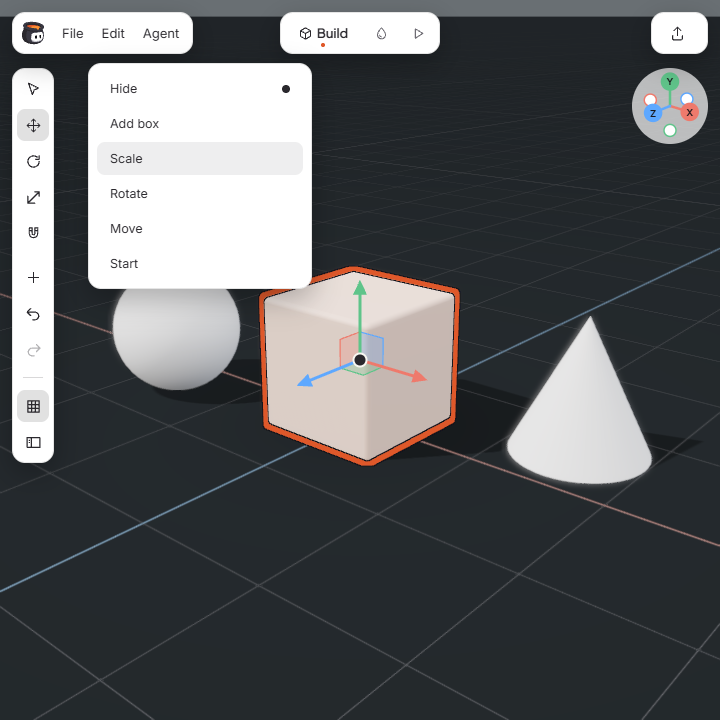 File Edit Agent
Build
Hide
Add box
Scale
Rotate
Move
Start
Y
Z
X